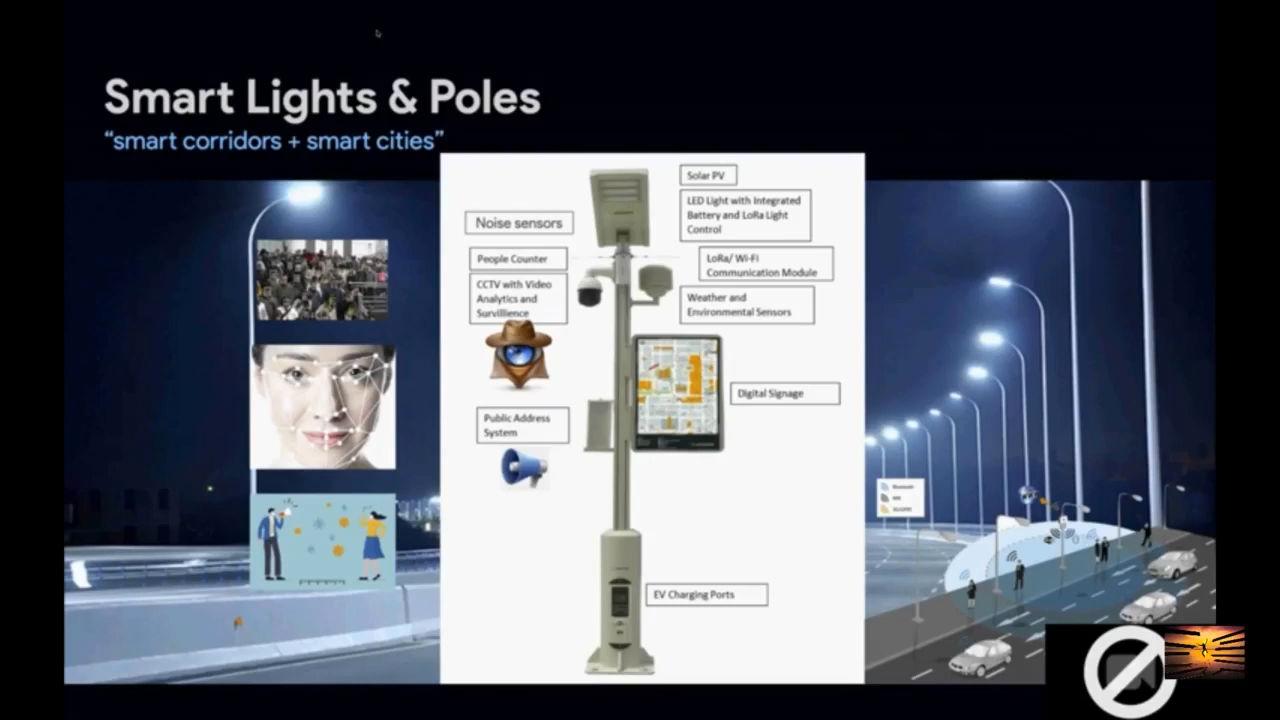 Smart Lights & Poles
“smart corridors + smart cities”
Noise sensors
People Counter
CCTV with Video
Analytics and
Survillience
Public Address
System
Solar PV
LED Light with Integrated
Battery and LoRa Light
Control
LoRa/ Wi-Fi
Communication Module
Weather and
Environmental Sensors
Digital Signage
EV Charging Ports
Bluetooth